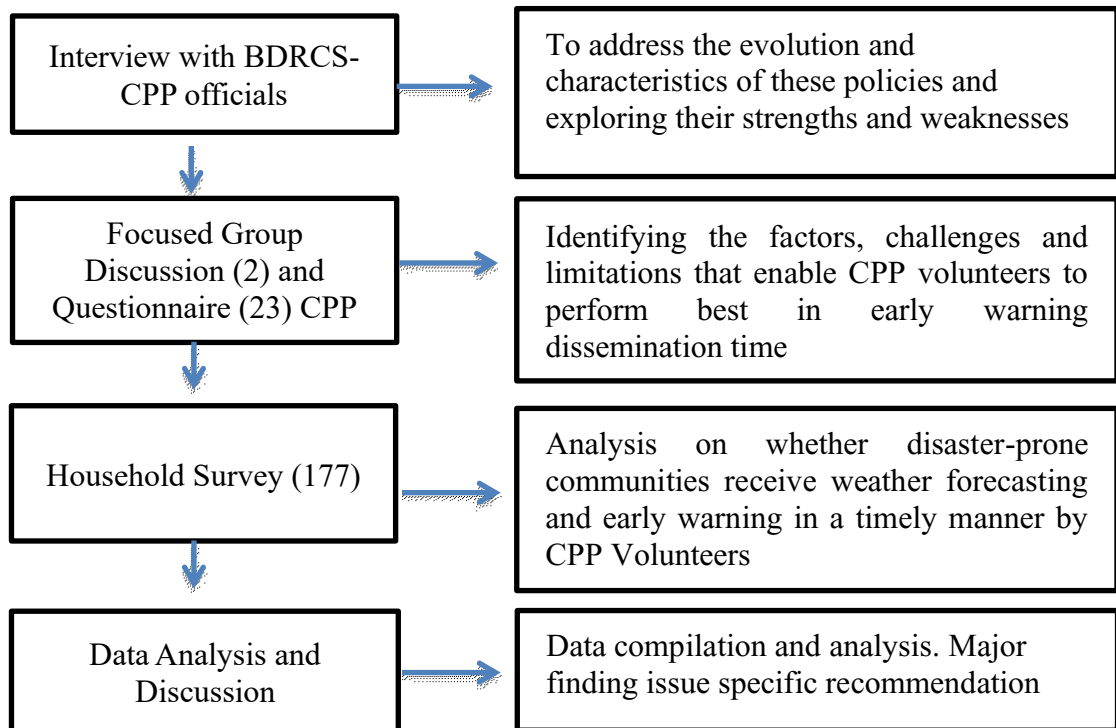 Interview with BDRCS-
CPP officials
To address the evolution and
characteristics of these policies and
exploring their strengths and weaknesses
Focused Group
Discussion (2) and
Questionnaire (23) CPP
Identifying the factors, challenges and
limitations that enable CPP volunteers to
perform best in early warning
dissemination time
Household Survey (177)
Analysis on whether disaster-prone
communities receive weather forecasting
and early warning in a timely manner by
CPP Volunteers
Data Analysis and
Discussion
Data compilation and analysis. Major
finding issue specific recommendation